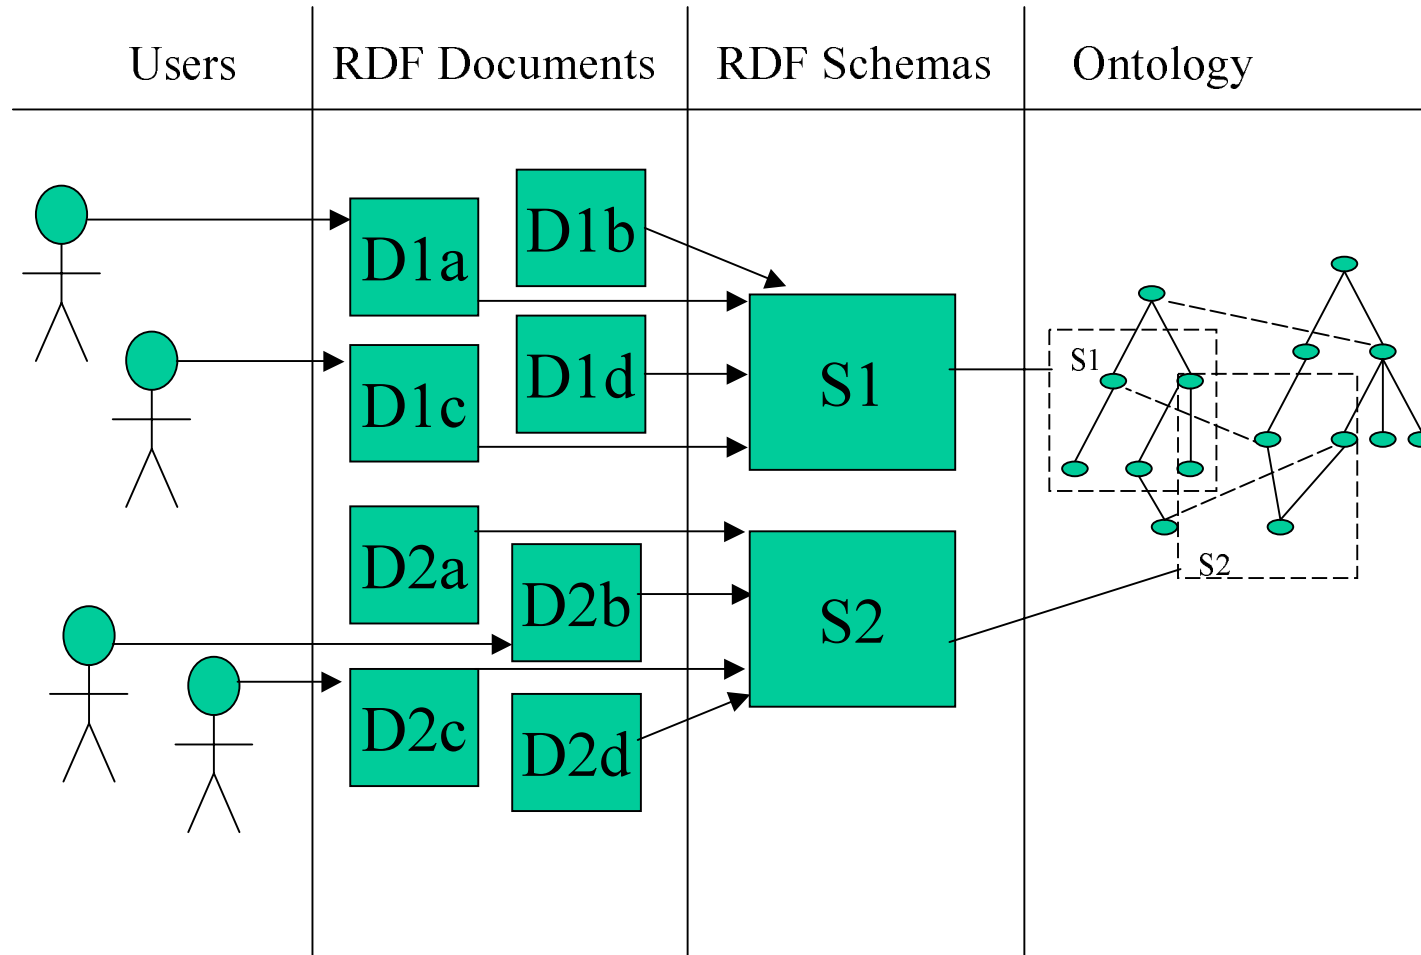 Users
RDF Documents
RDF Schemas
Ontology
D1a
D1b
D1c
D1d
S1
S1
D2a
D2b
D2c
D2d
S2
S2